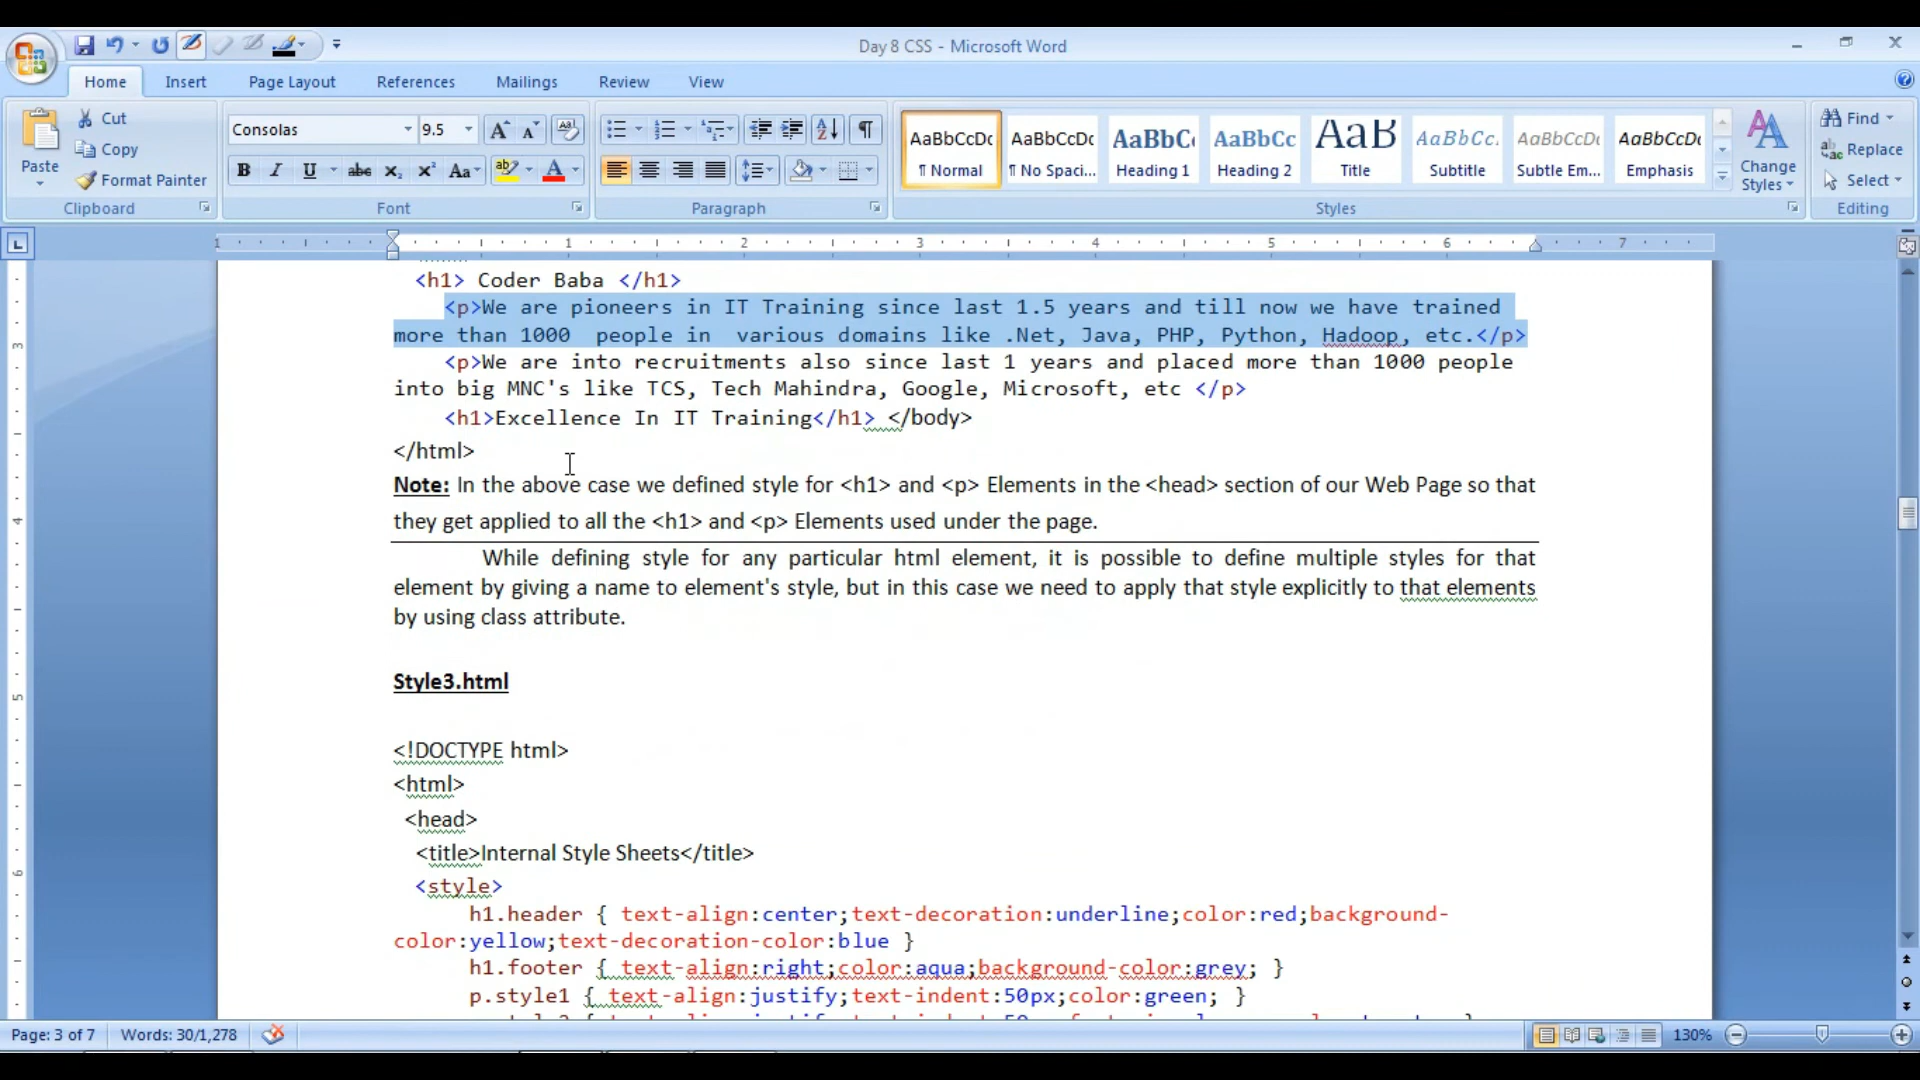 Day 8 CSS - Microsoft Word
Home Insert Page Layout References Mailings Review View
Paste
Cut
Copy
Format Painter
Clipboard
Consolas 9.5
Font
Paragraph
AaBbCcDc AaBbCcDc AaBbC AaBbCc AaB AaBbCc. AaBbCcDc AaBbCcDc
¶ Normal ¶ No Spaci... Heading 1 Heading 2 Title Subtitle Subtle Em... Emphasis
Change
Styles
Styles
Find
Replace
Select
Editing
1 1 2 3 4 5 6 7
<h1> Coder Baba </h1>
<p>We are pioneers in IT Training since last 1.5 years and till now we have trained
more than 1000 people in various domains like .Net, Java, PHP, Python, Hadoop, etc.</p>
<p>We are into recruitments also since last 1 years and placed more than 1000 people
into big MNC's like TCS, Tech Mahindra, Google, Microsoft, etc </p>
<h1>Excellence In IT Training</h1> </body>
</html>
Note: In the above case we defined style for <h1> and <p> Elements in the <head> section of our Web Page so that
they get applied to all the <h1> and <p> Elements used under the page.
While defining style for any particular html element, it is possible to define multiple styles for that
element by giving a name to element's style, but in this case we need to apply that style explicitly to that elements
by using class attribute.
Style3.html
<!DOCTYPE html>
<html>
<head>
<title>Internal Style Sheets</title>
<style>
h1.header { text-align:center;text-decoration:underline;color:red;background-
color:yellow;text-decoration-color:blue }
h1.footer { text-align:right;color:aqua;background-color:grey; }
p.style1 { text-align:justify;text-indent:50px;color:green; }
Page: 3 of 7 Words: 30/1,278 130%